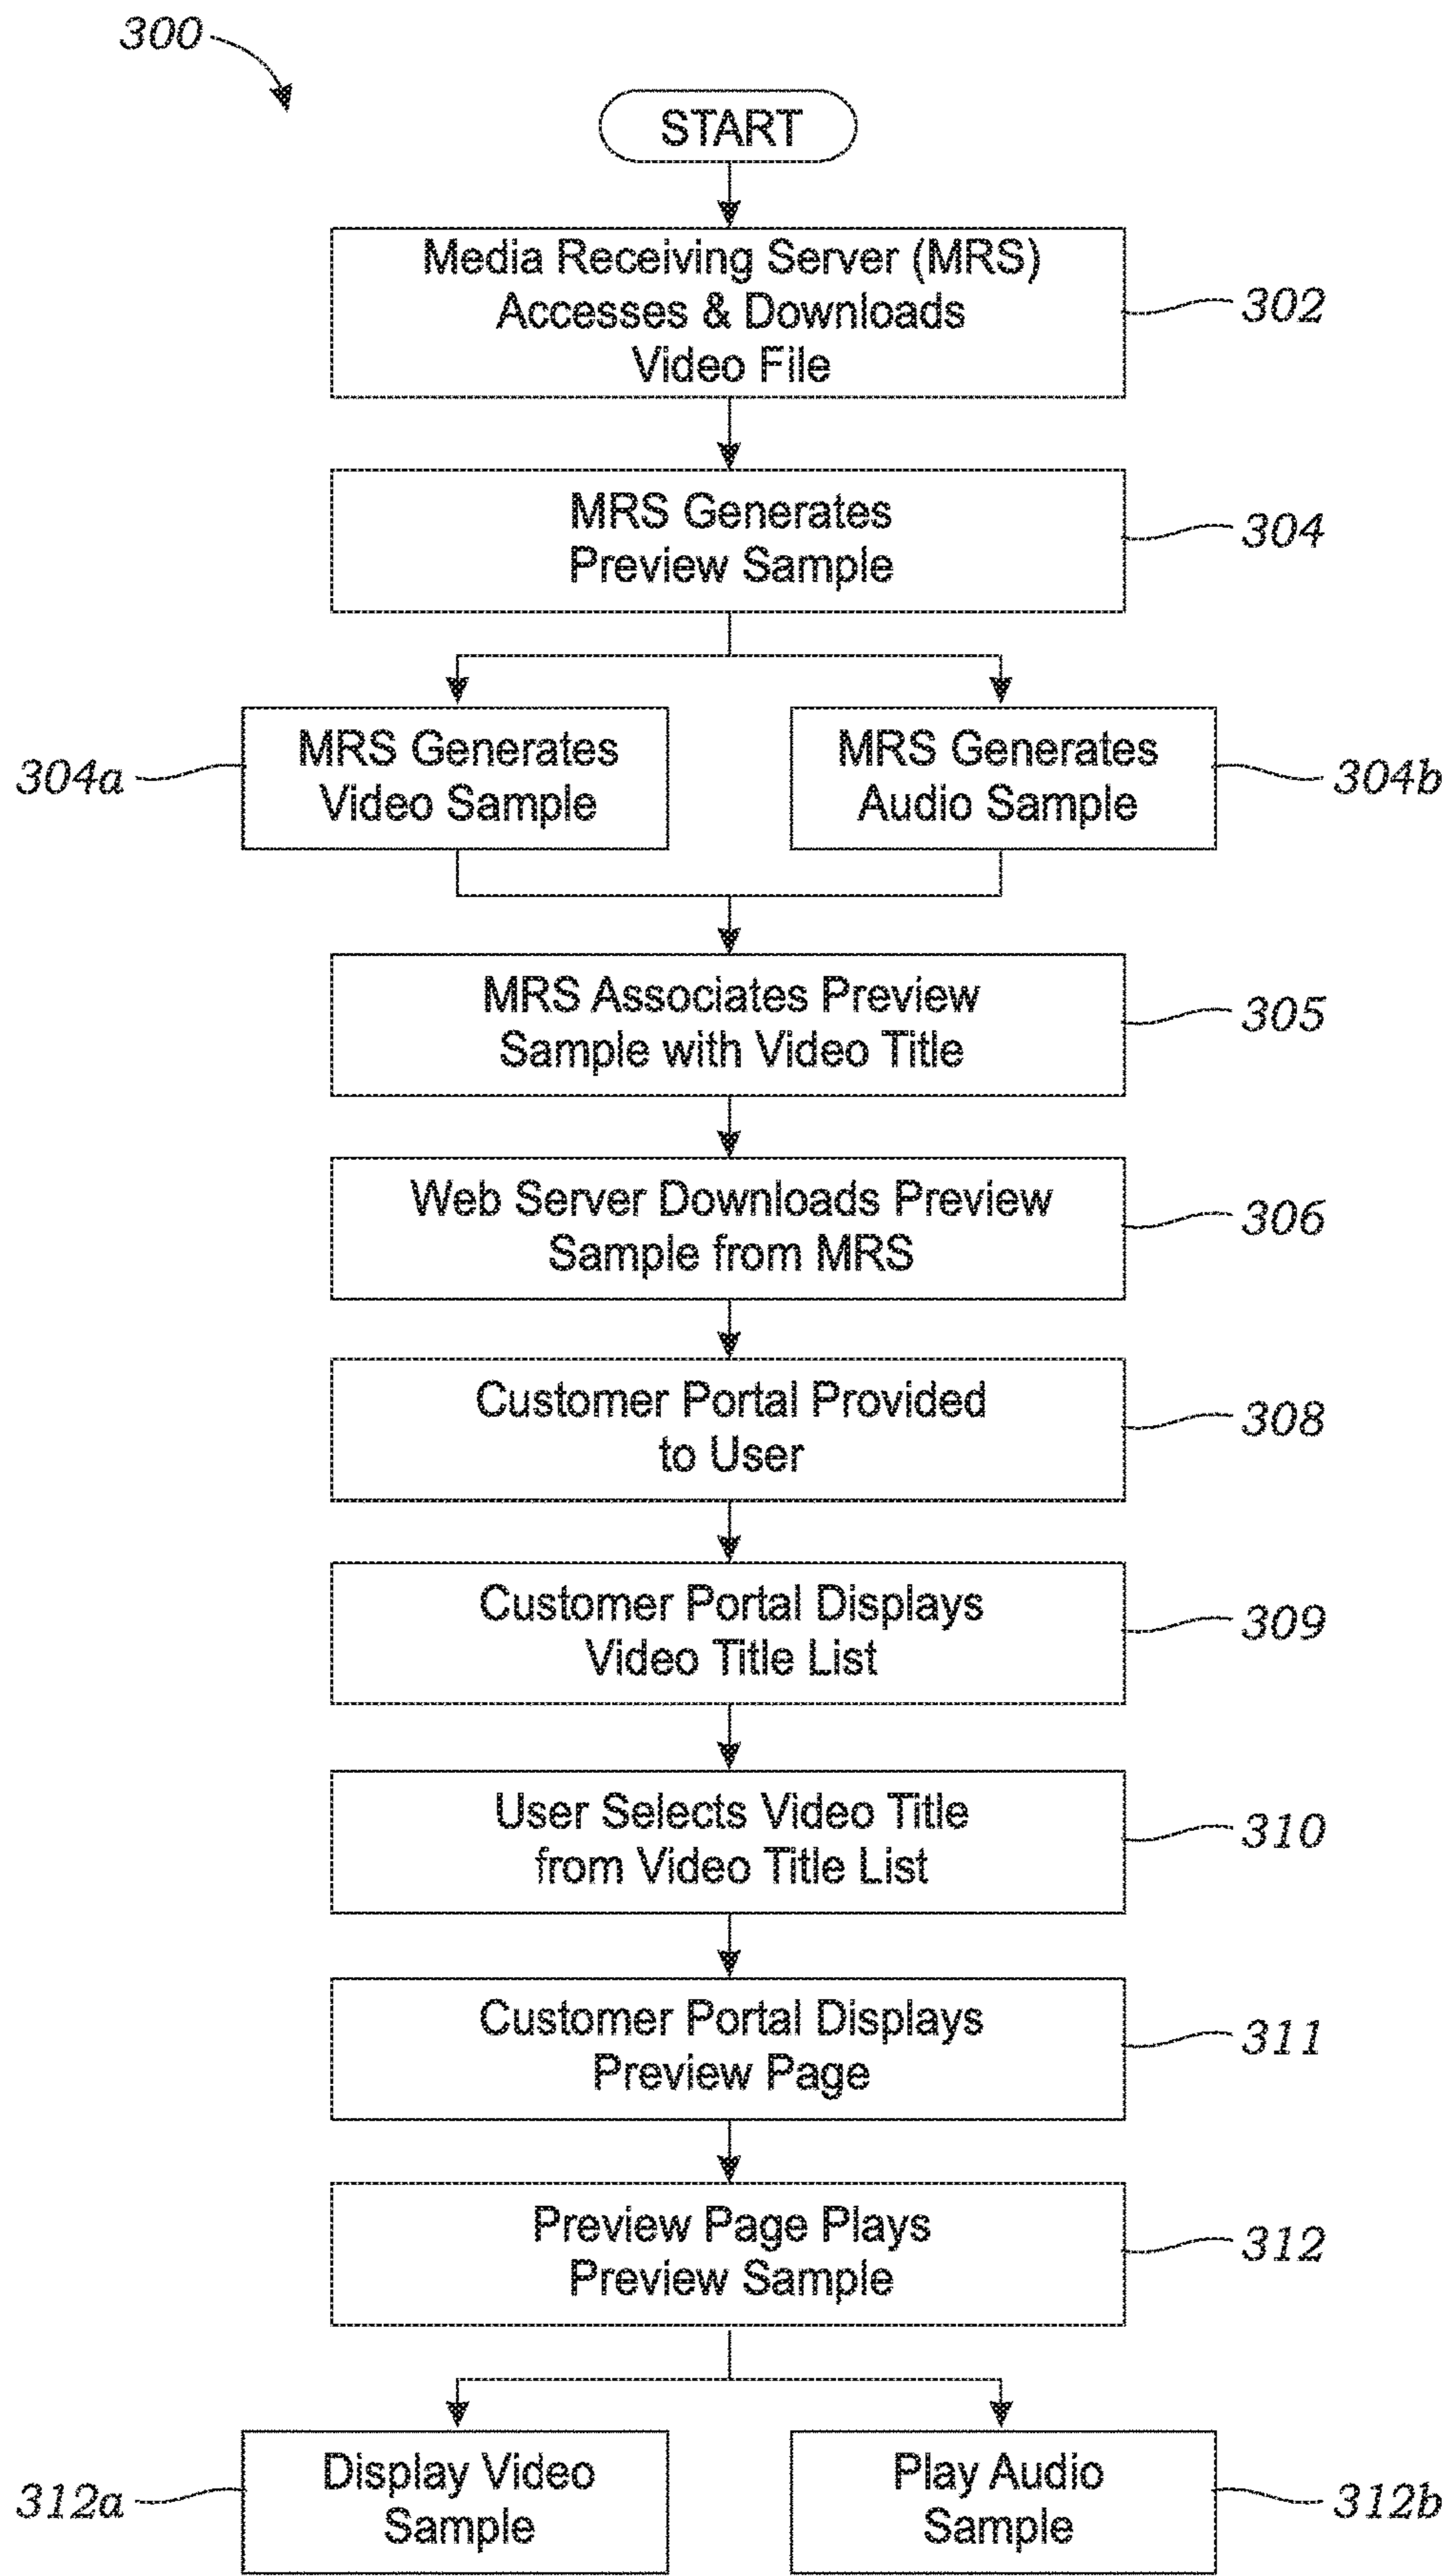 300
START
Media Receiving Server (MRS)
Accesses & Downloads
Video File
302
MRS Generates
Preview Sample
304
304a
MRS Generates
Video Sample
MRS Generates
Audio Sample
304b
MRS Associates Preview
Sample with Video Title
305
Web Server Downloads Preview
Sample from MRS
306
Customer Portal Provided
to User
308
Customer Portal Displays
Video Title List
309
User Selects Video Title
from Video Title List
310
Customer Portal Displays
Preview Page
311
Preview Page Plays
Preview Sample
312
312a
Display Video
Sample
Play Audio
Sample
312b